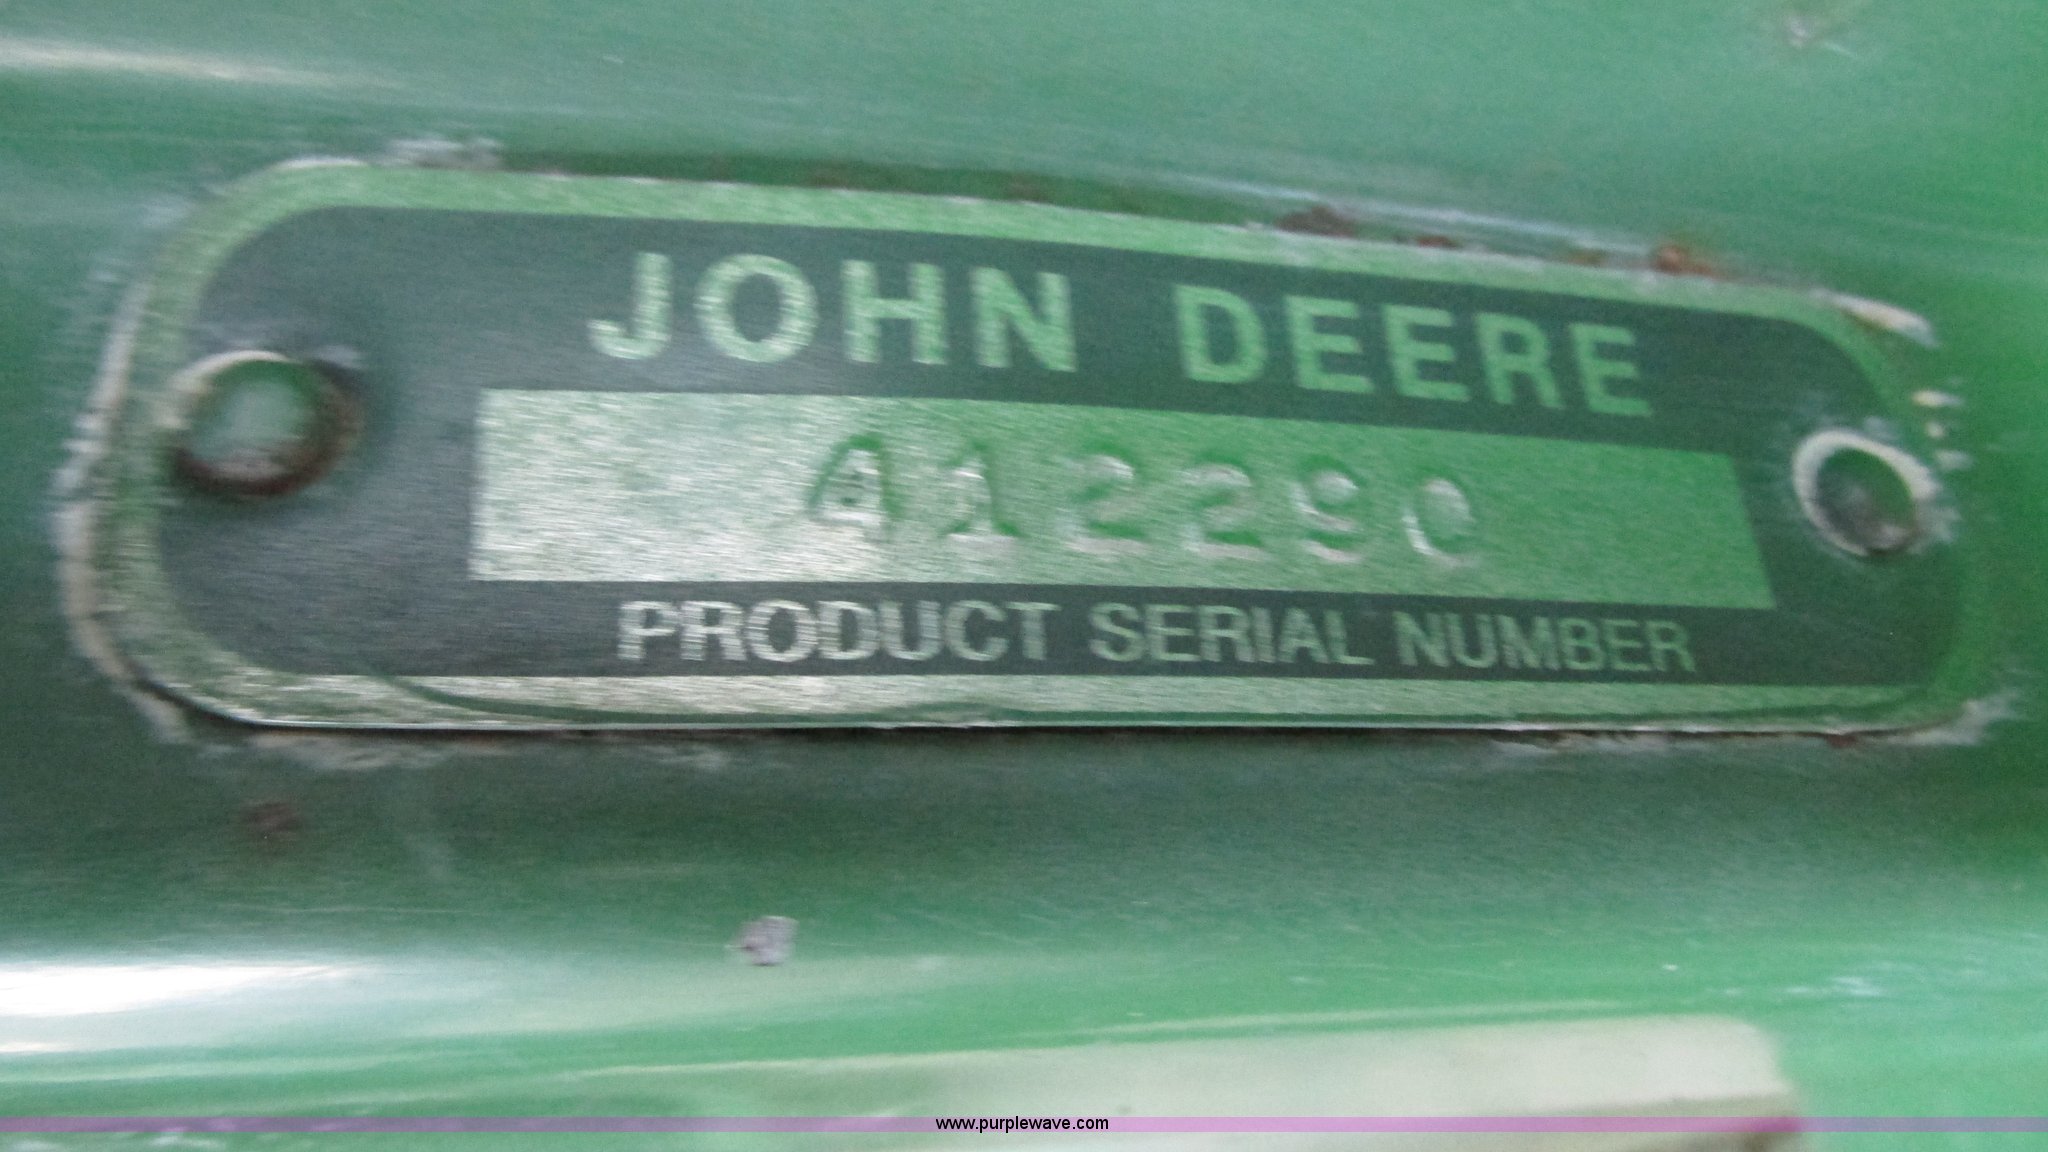 JOHN DEERE
412290
PRODUCT SERIAL NUMBER
www.purplewave.com